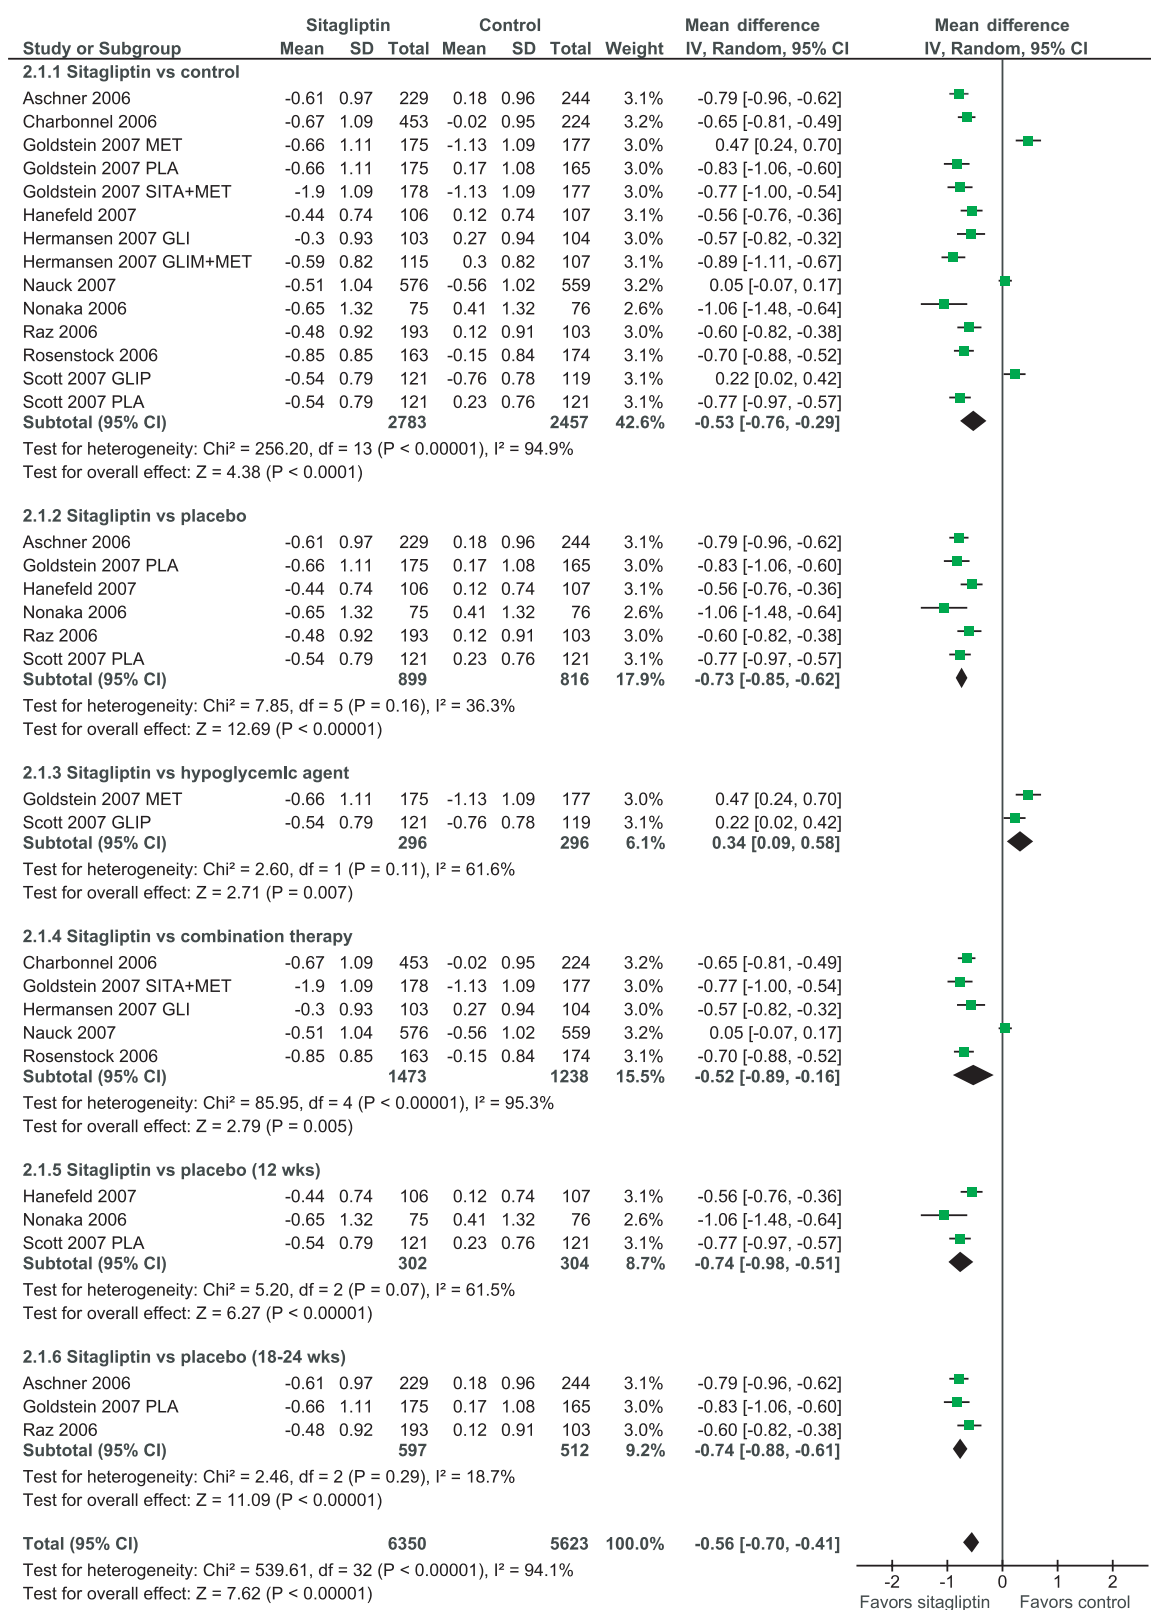 Sitagliptin Control Mean difference Mean difference
Study or Subgroup Mean SD Total Mean SD Total Weight IV, Random, 95% CI IV, Random, 95% CI
2.1.1 Sitagliptin vs control
Aschner 2006 -0.61 0.97 229 0.18 0.96 244 3.1% -0.79 [-0.96, -0.62]
Charbonnel 2006 -0.67 1.09 453 -0.02 0.95 224 3.2% -0.65 [-0.81, -0.49]
Goldstein 2007 MET -0.66 1.11 175 -1.13 1.09 177 3.0% 0.47 [0.24, 0.70]
Goldstein 2007 PLA -0.66 1.11 175 0.17 1.08 165 3.0% -0.83 [-1.06, -0.60]
Goldstein 2007 SITA+MET -1.9 1.09 178 -1.13 1.09 177 3.0% -0.77 [-1.00, -0.54]
Hanefeld 2007 -0.44 0.74 106 0.12 0.74 107 3.1% -0.56 [-0.76, -0.36]
Hermansen 2007 GLI -0.3 0.93 103 0.27 0.94 104 3.0% -0.57 [-0.82, -0.32]
Hermansen 2007 GLIM+MET -0.59 0.82 115 0.3 0.82 107 3.0% -0.89 [-1.11, -0.67]
Nauck 2007 -0.51 1.04 576 -0.56 1.02 559 3.2% 0.05 [-0.07, 0.17]
Nonaka 2006 -0.65 1.32 75 0.41 1.32 76 2.6% -1.06 [-1.48, -0.64]
Raz 2006 -0.48 0.92 193 0.12 0.91 103 3.0% -0.60 [-0.82, -0.38]
Rosenstock 2006 -0.85 0.85 163 -0.15 0.84 174 3.1% -0.70 [-0.88, -0.52]
Scott 2007 GLIP -0.54 0.79 121 -0.76 0.78 119 3.1% 0.22 [0.02, 0.42]
Scott 2007 PLA -0.54 0.79 121 0.23 0.76 121 3.1% -0.77 [-0.97, -0.57]
Subtotal (95% CI) 2783 2457 42.6% -0.53 [-0.76, -0.29]
Test for heterogeneity: Chi² = 256.20, df = 13 (P < 0.00001), I² = 94.9%
Test for overall effect: Z = 4.38 (P < 0.0001)
2.1.2 Sitagliptin vs placebo
Aschner 2006 -0.61 0.97 229 0.18 0.96 244 3.1% -0.79 [-0.96, -0.62]
Goldstein 2007 PLA -0.66 1.11 175 0.17 1.08 165 3.0% -0.83 [-1.06, -0.60]
Hanefeld 2007 -0.44 0.74 106 0.12 0.74 107 3.1% -0.56 [-0.76, -0.36]
Nonaka 2006 -0.65 1.32 75 0.41 1.32 76 2.6% -1.06 [-1.48, -0.64]
Raz 2006 -0.48 0.92 193 0.12 0.91 103 3.0% -0.60 [-0.82, -0.38]
Scott 2007 PLA -0.54 0.79 121 0.23 0.76 121 3.1% -0.77 [-0.97, -0.57]
Subtotal (95% CI) 899 816 17.9% -0.73 [-0.85, -0.62]
Test for heterogeneity: Chi² = 7.85, df = 5 (P = 0.16), I² = 36.3%
Test for overall effect: Z = 12.69 (P < 0.00001)
2.1.3 Sitagliptin vs hypoglycemic agent
Goldstein 2007 MET -0.66 1.11 175 -1.13 1.09 177 3.0% 0.47 [0.24, 0.70]
Scott 2007 GLIP -0.54 0.79 121 -0.76 0.78 119 3.1% 0.22 [0.02, 0.42]
Subtotal (95% CI) 296 296 6.1% 0.34 [0.09, 0.58]
Test for heterogeneity: Chi² = 2.60, df = 1 (P = 0.11), I² = 61.6%
Test for overall effect: Z = 2.71 (P = 0.007)
2.1.4 Sitagliptin vs combination therapy
Charbonnel 2006 -0.67 1.09 453 -0.02 0.95 224 3.2% -0.65 [-0.81, -0.49]
Goldstein 2007 SITA+MET -1.9 1.09 178 -1.13 1.09 177 3.0% -0.77 [-1.00, -0.54]
Hermansen 2007 GLI -0.3 0.93 103 0.27 0.94 104 3.0% -0.57 [-0.82, -0.32]
Nauck 2007 -0.51 1.04 576 -0.56 1.02 559 3.2% 0.05 [-0.07, 0.17]
Rosenstock 2006 -0.85 0.85 163 -0.15 0.84 174 3.1% -0.70 [-0.88, -0.52]
Subtotal (95% CI) 1473 1238 15.5% -0.52 [-0.89, -0.16]
Test for heterogeneity: Chi² = 85.95, df = 4 (P < 0.00001), I² = 95.3%
Test for overall effect: Z = 2.79 (P = 0.005)
2.1.5 Sitagliptin vs placebo (12 wks)
Hanefeld 2007 -0.44 0.74 106 0.12 0.74 107 3.1% -0.56 [-0.76, -0.36]
Nonaka 2006 -0.65 1.32 75 0.41 1.32 76 2.6% -1.06 [-1.48, -0.64]
Scott 2007 PLA -0.54 0.79 121 0.23 0.76 121 3.1% -0.77 [-0.97, -0.57]
Subtotal (95% CI) 302 304 8.7% -0.74 [-0.98, -0.51]
Test for heterogeneity: Chi² = 5.20, df = 2 (P = 0.07), I² = 61.5%
Test for overall effect: Z = 6.27 (P < 0.00001)
2.1.6 Sitagliptin vs placebo (18-24 wks)
Aschner 2006 -0.61 0.97 229 0.18 0.96 244 3.1% -0.79 [-0.96, -0.62]
Goldstein 2007 PLA -0.66 1.11 175 0.17 1.08 165 3.0% -0.83 [-1.06, -0.60]
Raz 2006 -0.48 0.92 193 0.12 0.91 103 3.0% -0.60 [-0.82, -0.38]
Subtotal (95% CI) 597 512 9.2% -0.74 [-0.88, -0.61]
Test for heterogeneity: Chi² = 2.46, df = 2 (P = 0.29), I² = 18.7%
Test for overall effect: Z = 11.09 (P < 0.00001)
Total (95% CI) 6350 5623 100.0% -0.56 [-0.70, -0.41]
Test for heterogeneity: Chi² = 539.61, df = 32 (P < 0.00001), I² = 94.1%
Test for overall effect: Z = 7.62 (P < 0.00001)
-2 -1 0 1 2
Favors sitagliptin Favors control